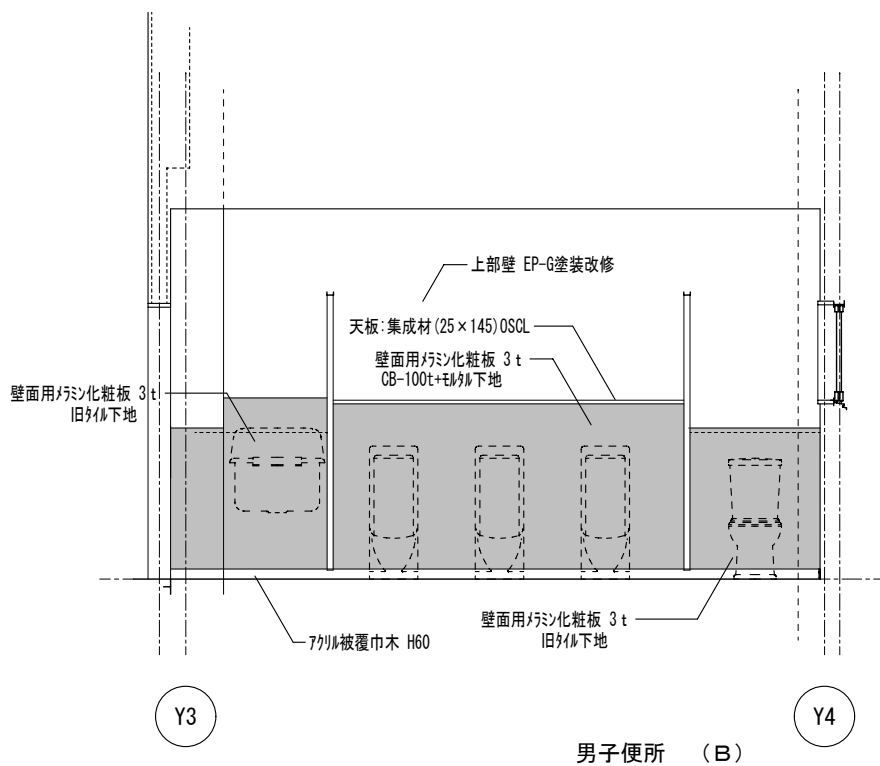 上部壁 EP-G塗装改修
天板:集成材(25×145)OSCL
壁面用メラミン化粧板 3ｔ
CB-100t+モルタル下地
壁面用メラミン化粧板 3ｔ
旧タイル下地
壁面用メラミン化粧板 3ｔ
旧タイル下地
アクリル被覆巾木 H60
Y3
Y4
男子便所　（Ｂ）